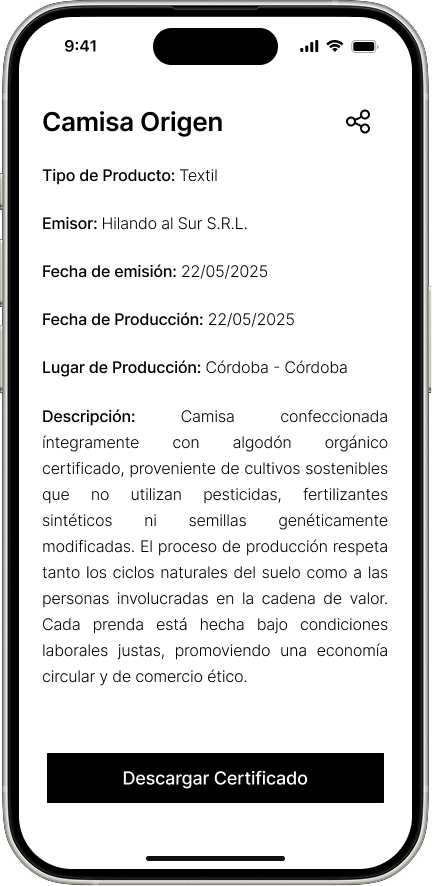 9:41
Camisa Origen
Tipo de Producto: Textil
Emisor: Hilando al Sur S.R.L.
Fecha de emisión: 22/05/2025
Fecha de Producción: 22/05/2025
Lugar de Producción: Córdoba - Córdoba
Descripción: Camisa confeccionada
íntegramente con algodón orgánico
certificado, proveniente de cultivos sostenibles
que no utilizan pesticidas, fertilizantes
sintéticos ni semillas genéticamente
modificadas. El proceso de producción respeta
tanto los ciclos naturales del suelo como a las
personas involucradas en la cadena de valor.
Cada prenda está hecha bajo condiciones
laborales justas, promoviendo una economía
circular y de comercio ético.
Descargar Certificado